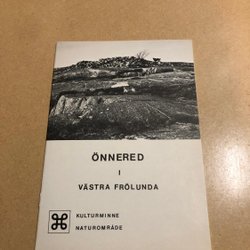 ÖNNERED
I
VÄSTRA FRÖLUNDA
KULTURMINNE
NATUROMRÅDE